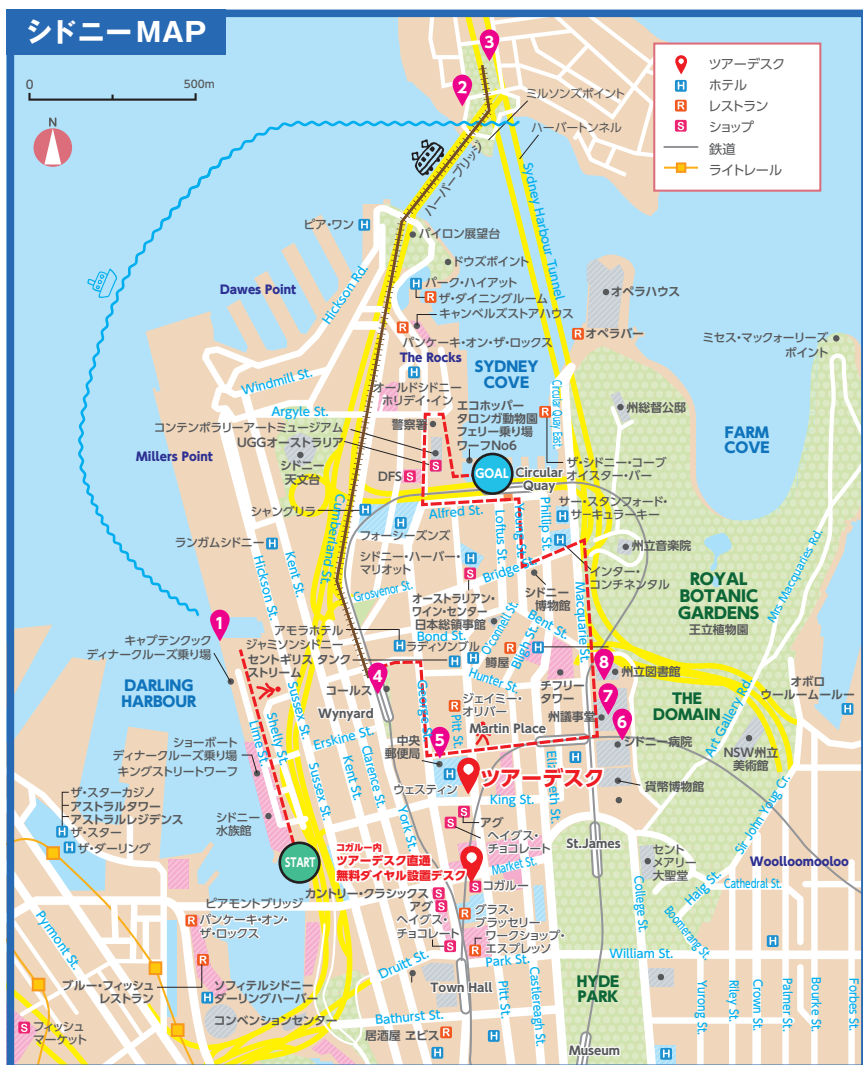 シドニーMAP
0
500m
N
ツアーデスク
H
ホテル
R
レストラン
S
ショップ
鉄道
ライトレール
3
2
ミルソンズポイント
ハーバートンネル
ハーバーブリッジ
Sydney Harbour Tunnel
ピア・ワン H
パイロン展望台
ドウズポイント
Dawes Point
Hickson Rd.
H パーク・ハイアット
R ザ・ダイニングルーム
キャンベルズストアハウス
R
パンケーキ・オン・ザ・ロックス
オペラハウス
R オペラバー
ミセス・マックォーリーズ
ポイント
The Rocks
SYDNEY
COVE
Windmill St.
H
オールドシドニー
ホリデイ・イン
Argyle St.
エコホッパー
タロンガ動物園
フェリー乗り場
ワーフNo6
Circular Quay East.
R
州総督公邸
FARM
COVE
コンテンポラリーアートミュージアム
警察署
UGGオーストラリア
S
Millers Point
シドニー
天文台
DFS S
GOAL
Circular
Quay
ザ・シドニー・コーブ
オイスター・バー
シャングリラ H
Cumberland St.
Alfred St.
H
フォーシーズンズ
Loftus St.
Young St.
Phillip St.
サー・スタンフォード・
H サーキュラーキー
H
ランガムシドニー H
Kent St.
Hickson St.
シドニー・ハーバー・ H
マリオット
S
Bridge
シドニー
博物館
インター・
コンチネンタル
州立音楽院
Grosvenor St.
オーストラリアン・
ワイン・センター
日本総領事館
ROYAL
BOTANIC
GARDENS
王立植物園
Macquarie St.
Mrs Macquaries Rd.
1
キャプテンクック
ディナークルーズ乗り場
アモラホテル
ジャミソンシドニー
セントギリス タンク
ストリーム
Bond St.
H ラディソンブル
H
H
O'conell St.
Bent St.
Bligh St.
R
鱒屋
H
Hunter St.
DARLING
HARBOUR
4
コールス
Wynyard
George St.
Pitt St.
R ジェイミー・
オリバー
チフリー
タワー
8
州立図書館
7
州議事堂
6
シドニー病院
THE
DOMAIN
オポロ
ウールームールー
H
Sussex St.
Shelly St.
Lime St.
Erskine St.
5
中央
郵便局
Martin Place
Elizabeth St.
H
Art Gallery Rd.
NSW州立
美術館
ショーボート
ディナークルーズ乗り場
キングストリートワーフ
Kent St.
Clarence St.
H
ウェスティン
ツアーデスク
貨幣博物館
King St.
ザ・スターカジノ
アストラルタワー
アストラルレジデンス
H ザ・スター
H ザ・ダーリング
シドニー
水族館
Sussex St.
York St.
S
S アグ
ヘイグス・
チョコレート
St.James
セント
メアリー
大聖堂
Sir John Youg Cr.
START
コガルー内
ツアーデスク直通
無料ダイヤル設置デスク
Market St.
S コガルー
College St.
Woolloomooloo
Haig St.
Cathedral St.
Boomerang St.
カントリー・クラシックス S
アグ S
ヘイグス・
チョコレート S
R グラス・
ブラッセリー
ワークショップ・
R エスプレッソ
ピアモントブリッジ
R パンケーキ・オン・
ザ・ロックス
Pyrmont St.
R
ブルー・フィッシュ
レストラン
Druitt St.
Park St.
William St.
H
ソフィテルシドニー
H ダーリングハーバー
Town Hall
Pitt St.
Castlereagh St.
HYDE
PARK
Yurong St.
Riley St.
Crown St.
Palmer St.
Bourke St.
Forbes St.
S フィッシュ
マーケット
コンベンションセンター
Bathurst St.
居酒屋 ヱビス R
H
H
Museum
H